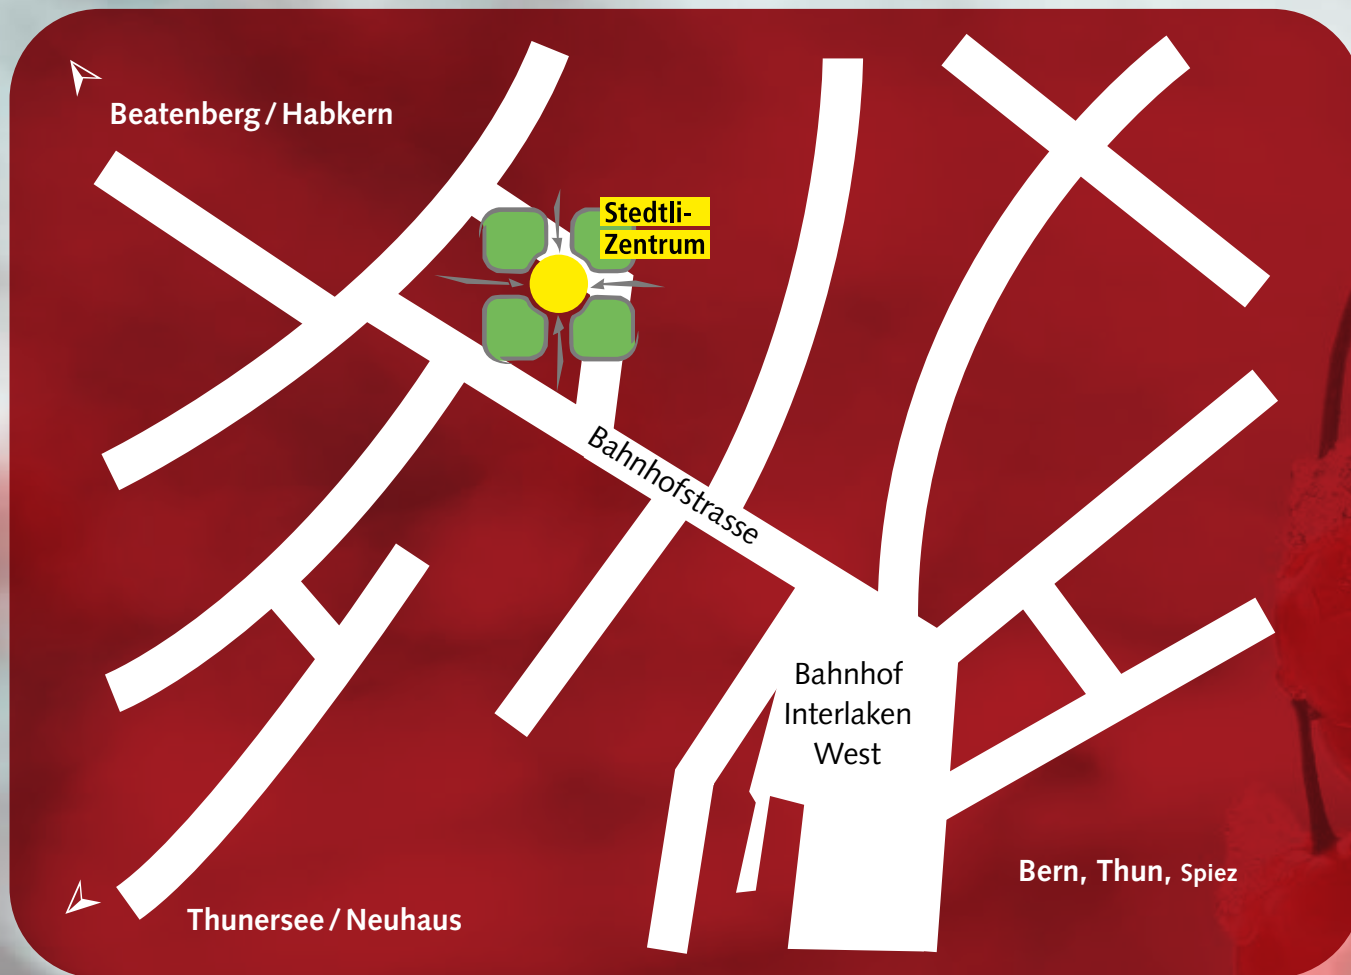 Beatenberg / Habkern
Stedtli-
Zentrum
Bahnhofstrasse
Bahnhof
Interlaken
West
Bern, Thun, Spiez
Thunersee / Neuhaus